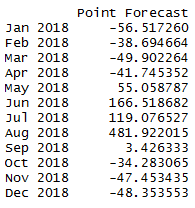 Point Forecast
Jan 2018 -56.517260
Feb 2018 -38.694664
Mar 2018 -49.902264
Apr 2018 -41.745352
May 2018 55.058787
Jun 2018 166.518682
Jul 2018 119.076527
Aug 2018 481.922015
Sep 2018 3.426333
Oct 2018 -34.283065
Nov 2018 -47.453435
Dec 2018 -48.353553